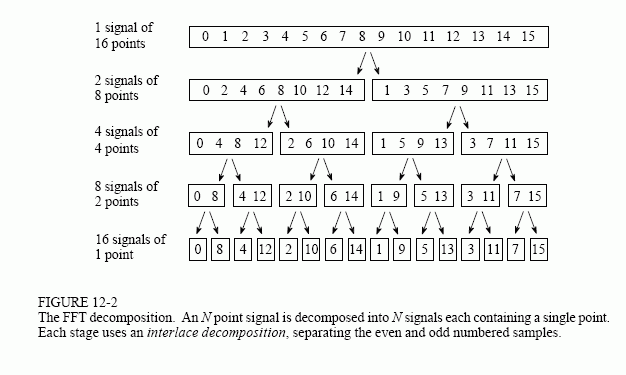 1 signal of
16 points
0 1 2 3 4 5 6 7 8 9 10 11 12 13 14 15
2 signals of
8 points
0 2 4 6 8 10 12 14 1 3 5 7 9 11 13 15
4 signals of
4 points
0 4 8 12 2 6 10 14 1 5 9 13 3 7 11 15
8 signals of
2 points
0 8 4 12 2 10 6 14 1 9 5 13 3 11 7 15
16 signals of
1 point
0 8 4 12 2 10 6 14 1 9 5 13 3 11 7 15
FIGURE 12-2
The FFT decomposition. An N point signal is decomposed into N signals each containing a single point.
Each stage uses an interlace decomposition, separating the even and odd numbered samples.